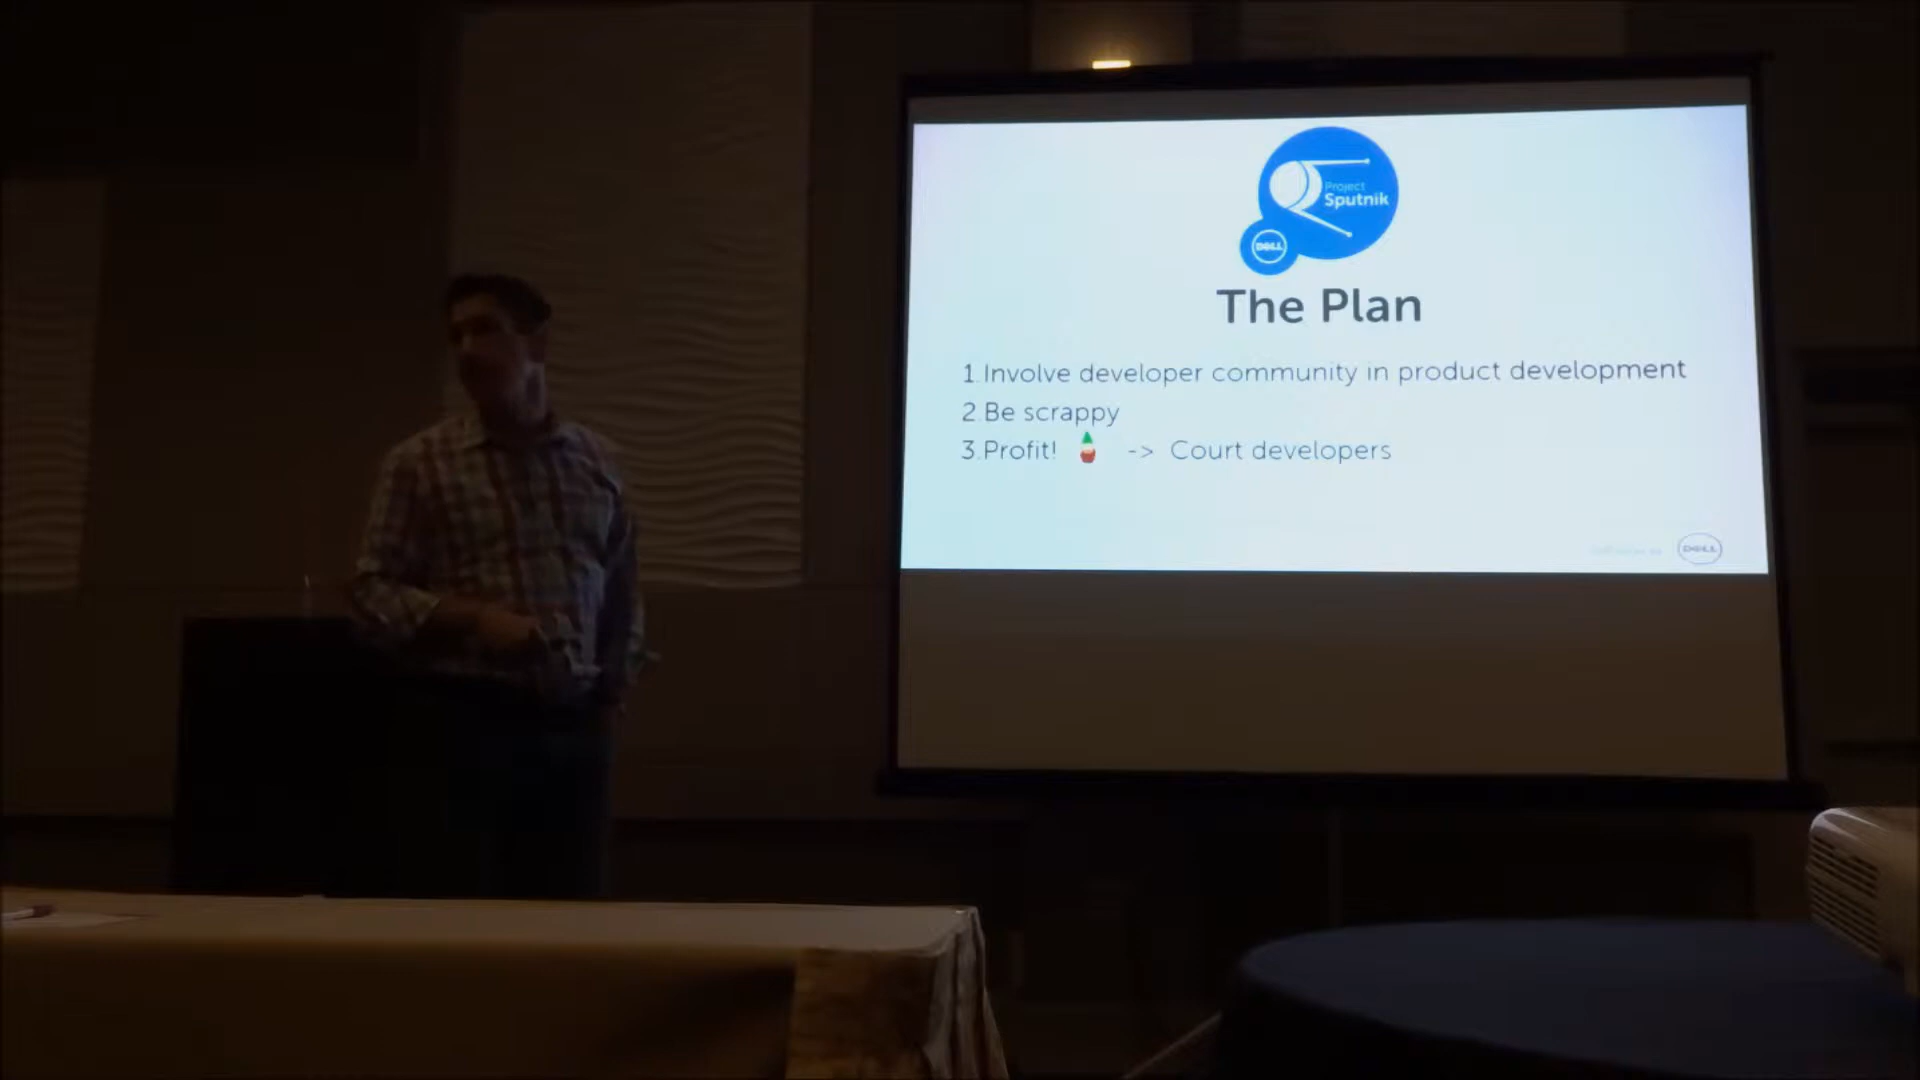 Project
Sputnik
DELL
The Plan
1.Involve developer community in product development
2.Be scrappy
3.Profit! -> Court developers
DELL